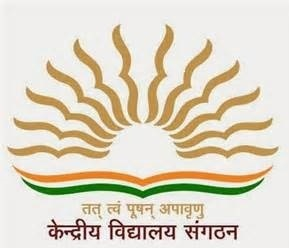 तत् त्वं पूषन् अपावृणु
केन्द्रीय विद्यालय संगठन